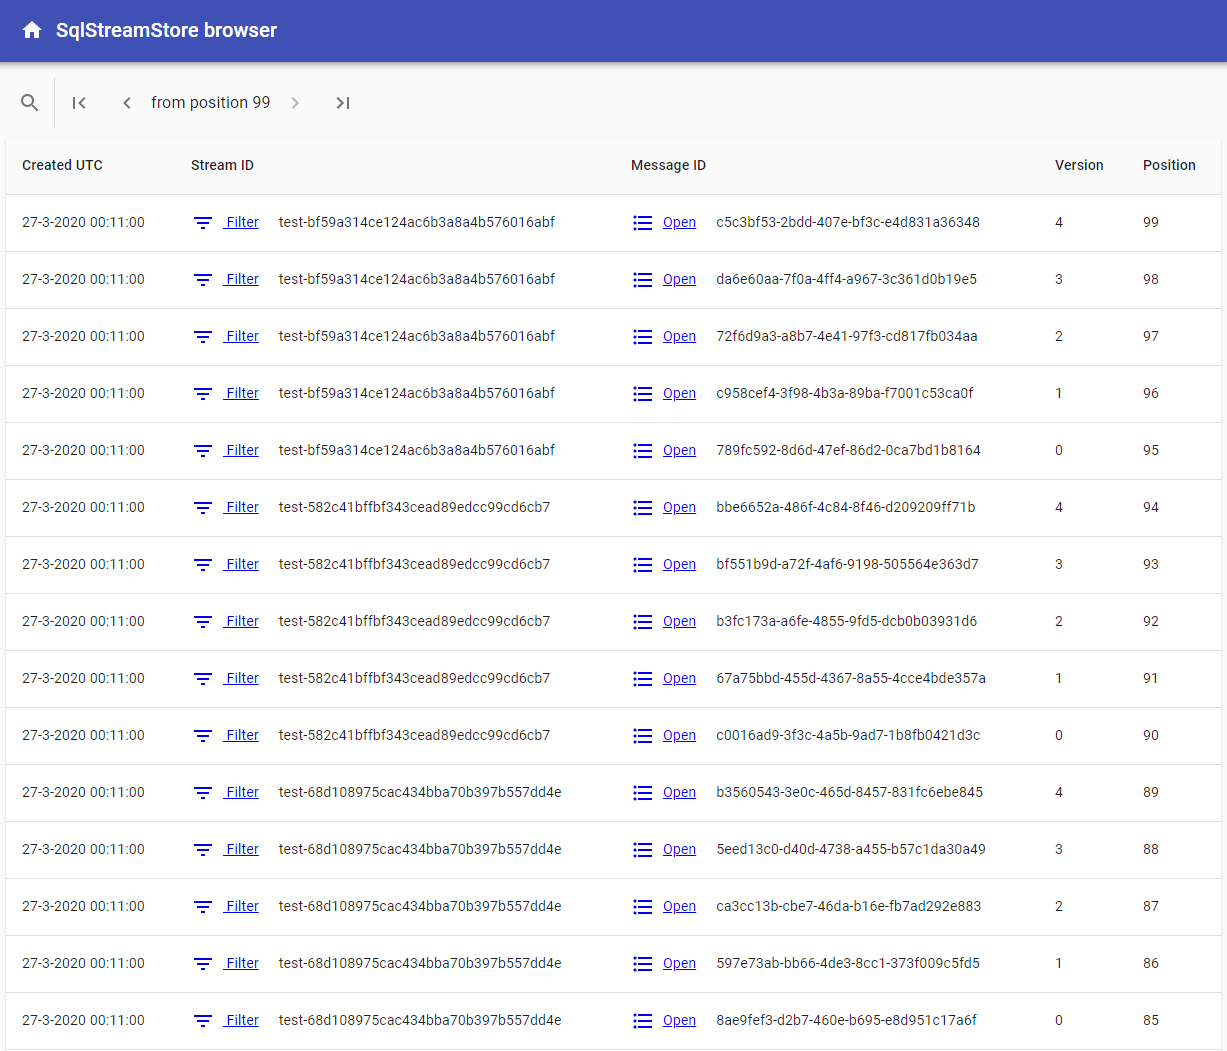 SqlStreamStore browser
from position 99
Created UTC Stream ID Message ID Version Position
27-3-2020 00:11:00 Filter test-bf59a314ce124ac6b3a8a4b576016abf Open c5c3bf53-2bdd-407e-bf3c-e4d831a36348 4 99
27-3-2020 00:11:00 Filter test-bf59a314ce124ac6b3a8a4b576016abf Open da6e60aa-7f0a-4ff4-a967-3c361d0b19e5 3 98
27-3-2020 00:11:00 Filter test-bf59a314ce124ac6b3a8a4b576016abf Open 72f6d9a3-a8b7-4e41-97f3-cd817fb034aa 2 97
27-3-2020 00:11:00 Filter test-bf59a314ce124ac6b3a8a4b576016abf Open c958cef4-3f98-4b3a-89ba-f7001c53ca0f 1 96
27-3-2020 00:11:00 Filter test-bf59a314ce124ac6b3a8a4b576016abf Open 789fc592-8d6d-47ef-86d2-0ca7bd1b8164 0 95
27-3-2020 00:11:00 Filter test-582c41bffbf343cead89edcc99cd6cb7 Open bbe6652a-486f-4c84-8f46-d209209ff71b 4 94
27-3-2020 00:11:00 Filter test-582c41bffbf343cead89edcc99cd6cb7 Open bf551b9d-a72f-4af6-9198-505564e363d7 3 93
27-3-2020 00:11:00 Filter test-582c41bffbf343cead89edcc99cd6cb7 Open b3fc173a-a6fe-4855-9fd5-dcb0b03931d6 2 92
27-3-2020 00:11:00 Filter test-582c41bffbf343cead89edcc99cd6cb7 Open 67a75bbd-455d-4367-8a55-4cce4bde357a 1 91
27-3-2020 00:11:00 Filter test-582c41bffbf343cead89edcc99cd6cb7 Open c0016ad9-3f3c-4a5b-9ad7-1b8fb0421d3c 0 90
27-3-2020 00:11:00 Filter test-68d108975cac434bba70b397b557dd4e Open b3560543-3e0c-465d-8457-831fc6ebe845 4 89
27-3-2020 00:11:00 Filter test-68d108975cac434bba70b397b557dd4e Open 5eed13c0-d40d-4738-a455-b57c1da30a49 3 88
27-3-2020 00:11:00 Filter test-68d108975cac434bba70b397b557dd4e Open ca3cc13b-cbe7-46da-b16e-fb7ad292e883 2 87
27-3-2020 00:11:00 Filter test-68d108975cac434bba70b397b557dd4e Open 597e73ab-bb66-4de3-8cc1-373f009c5fd5 1 86
27-3-2020 00:11:00 Filter test-68d108975cac434bba70b397b557dd4e Open 8ae9fef3-d2b7-460e-b695-e8d951c17a6f 0 85